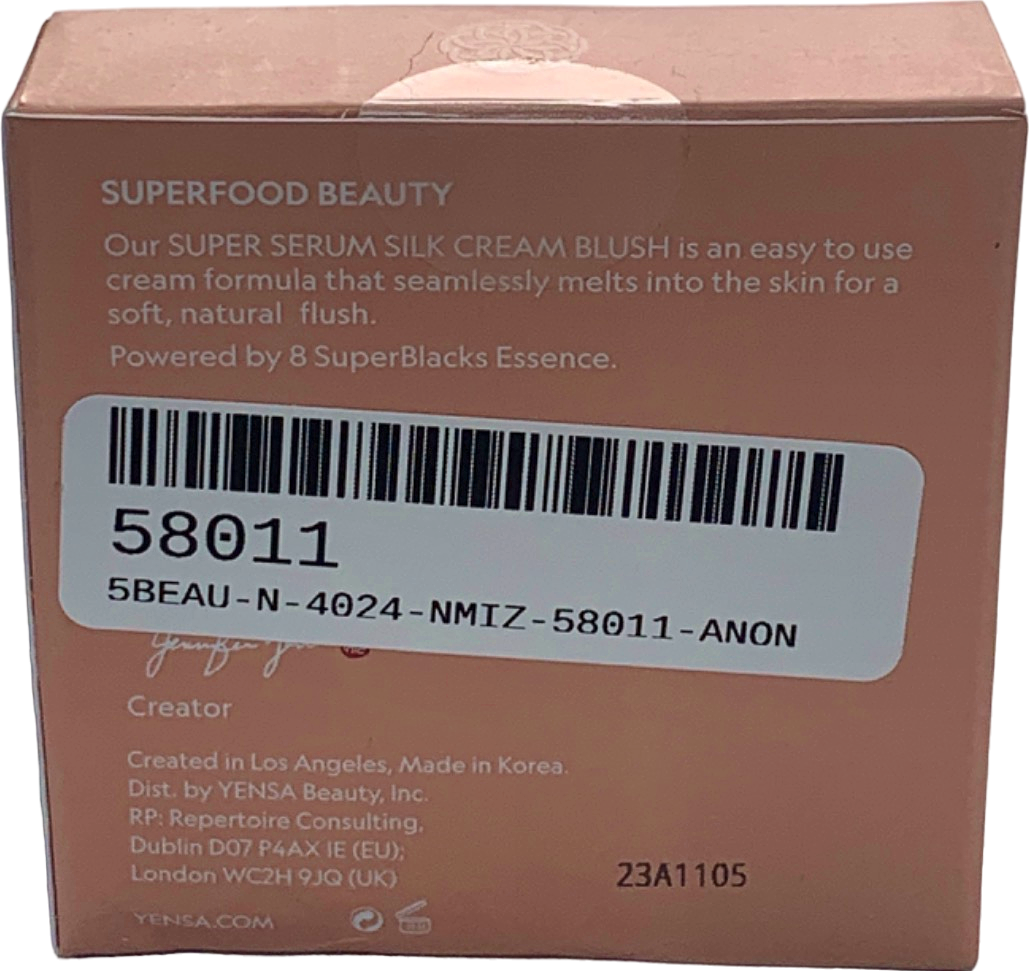 SUPERFOOD BEAUTY
Our SUPER SERUM SILK CREAM BLUSH is an easy to use
cream formula that seamlessly melts into the skin for a
soft, natural flush.
Powered by 8 SuperBlacks Essence.
58011
5BEAU-N-4024-NMIZ-58011-ANON
Creator
Created in Los Angeles, Made in Korea.
Dist. by YENSA Beauty, Inc.
RP: Repertoire Consulting,
Dublin D07 P4AX IE (EU);
London WC2H 9JQ (UK)
23A1105
YENSA.COM